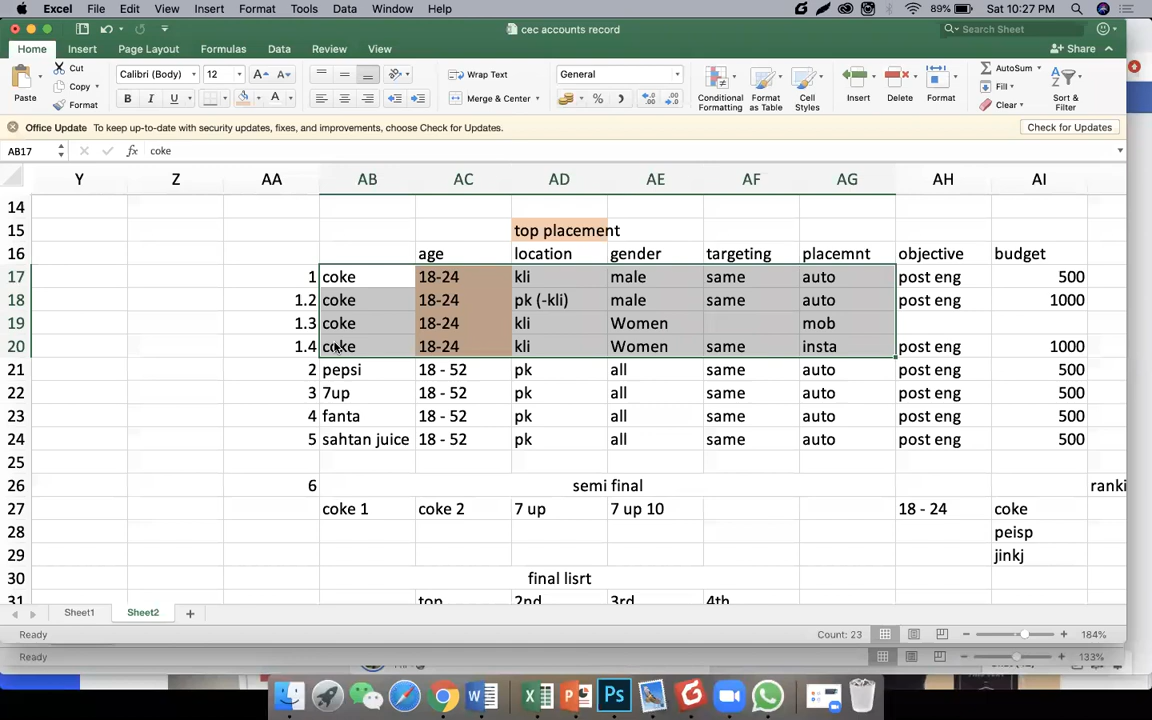 Excel File Edit View Insert Format Tools Data Window Help 89% Sat 10:27 PM
cec accounts record Search Sheet
Home Insert Page Layout Formulas Data Review View Share
Paste Cut Copy Format Calibri (Body) 12 Wrap Text Merge & Center General Conditional Formatting Format as Table Cell Styles Insert Delete Format AutoSum Fill Clear Sort & Filter
Office Update To keep up-to-date with security updates, fixes, and improvements, choose Check for Updates. Check for Updates
AB17 fx coke
Y Z AA AB AC AD AE AF AG AH AI
14
15 top placement
16 age location gender targeting placemnt objective budget
17 1 coke 18-24 kli male same auto post eng 500
18 1.2 coke 18-24 pk (-kli) male same auto post eng 1000
19 1.3 coke 18-24 kli Women mob
20 1.4 coke 18-24 kli Women same insta post eng 1000
21 2 pepsi 18 - 52 pk all same auto post eng 500
22 3 7up 18 - 52 pk all same auto post eng 500
23 4 fanta 18 - 52 pk all same auto post eng 500
24 5 sahtan juice 18 - 52 pk all same auto post eng 500
25
26 6 semi final ranki
27 coke 1 coke 2 7 up 7 up 10 18 - 24 coke
28 peisp
29 jinkj
30 final lisrt
31 top 2nd 3rd 4th
Sheet1 Sheet2
Ready Count: 23 184%
Ready 133%